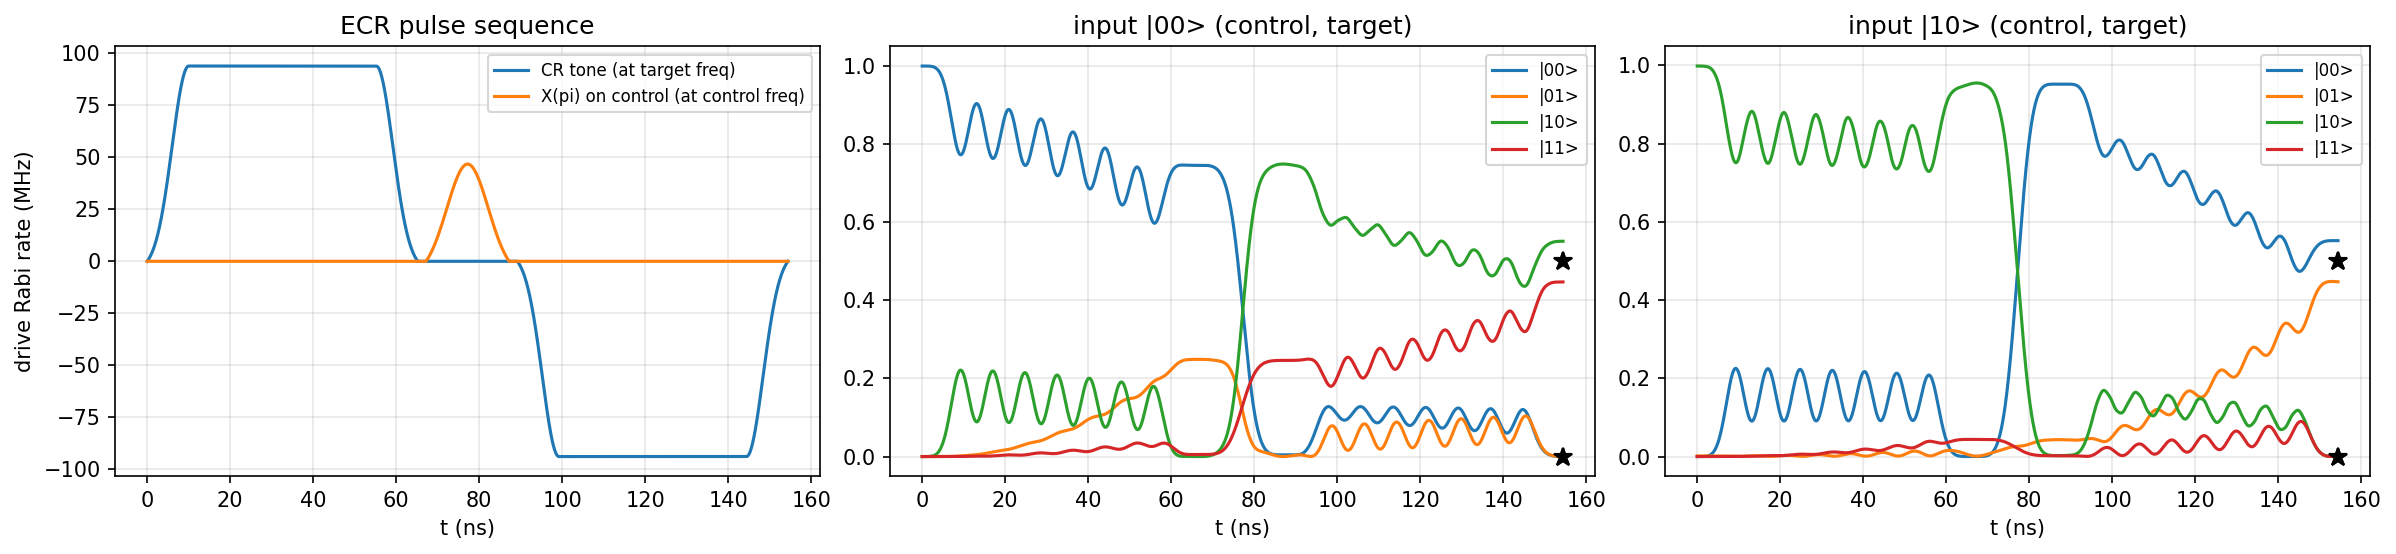 ECR pulse sequence
drive Rabi rate (MHz)
100
75
50
25
0
−25
−50
−75
−100
CR tone (at target freq)
X(pi) on control (at control freq)
0 20 40 60 80 100 120 140 160
t (ns)
input |00> (control, target)
1.0
0.8
0.6
0.4
0.2
0.0
|00>
|01>
|10>
|11>
0 20 40 60 80 100 120 140 160
t (ns)
input |10> (control, target)
1.0
0.8
0.6
0.4
0.2
0.0
|00>
|01>
|10>
|11>
0 20 40 60 80 100 120 140 160
t (ns)